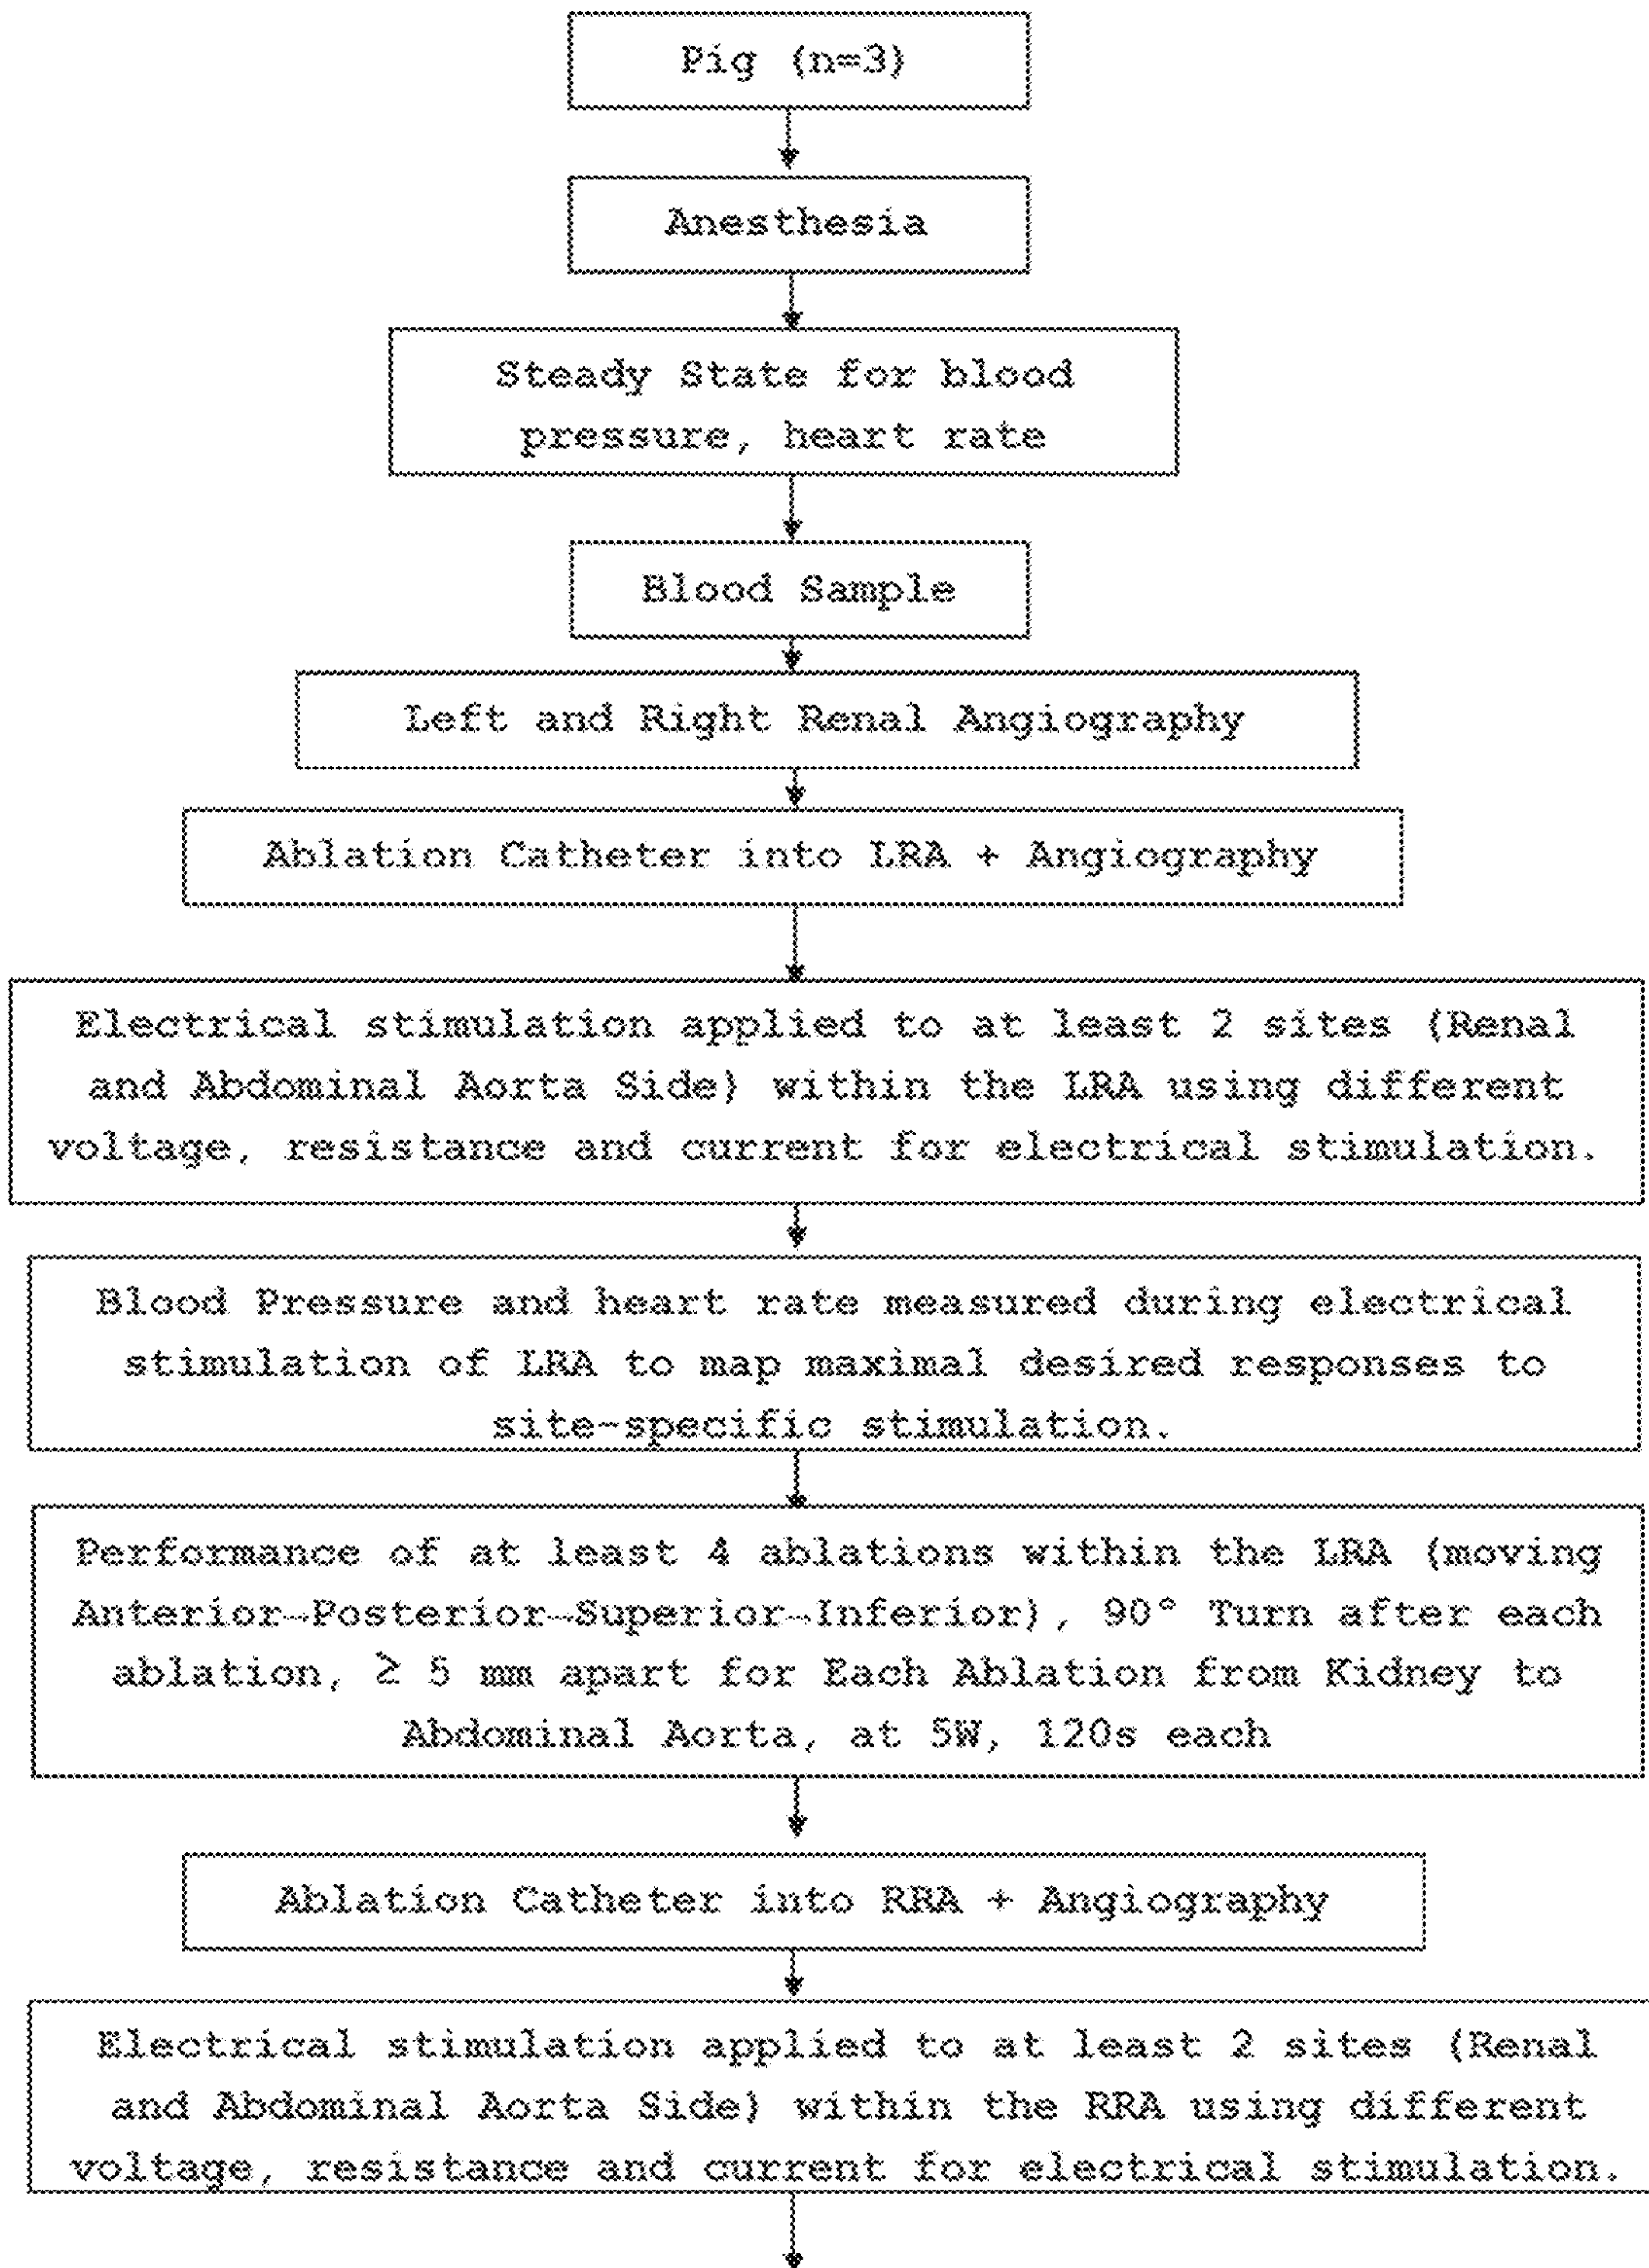 Pig (n=3)
Anesthesia
Steady State for blood
pressure, heart rate
Blood Sample
Left and Right Renal Angiography
Ablation Catheter into LRA + Angiography
Electrical stimulation applied to at least 2 sites (Renal
and Abdominal Aorta Side) within the LRA using different
voltage, resistance and current for electrical stimulation.
Blood Pressure and heart rate measured during electrical
stimulation of LRA to map maximal desired responses to
site-specific stimulation.
Performance of at least 4 ablations within the LRA (moving
Anterior→Posterior→Superior→Inferior), 90° Turn after each
ablation, ≥ 5 mm apart for Each Ablation from Kidney to
Abdominal Aorta, at 5W, 120s each
Ablation Catheter into RRA + Angiography
Electrical stimulation applied to at least 2 sites (Renal
and Abdominal Aorta Side) within the RRA using different
voltage, resistance and current for electrical stimulation.